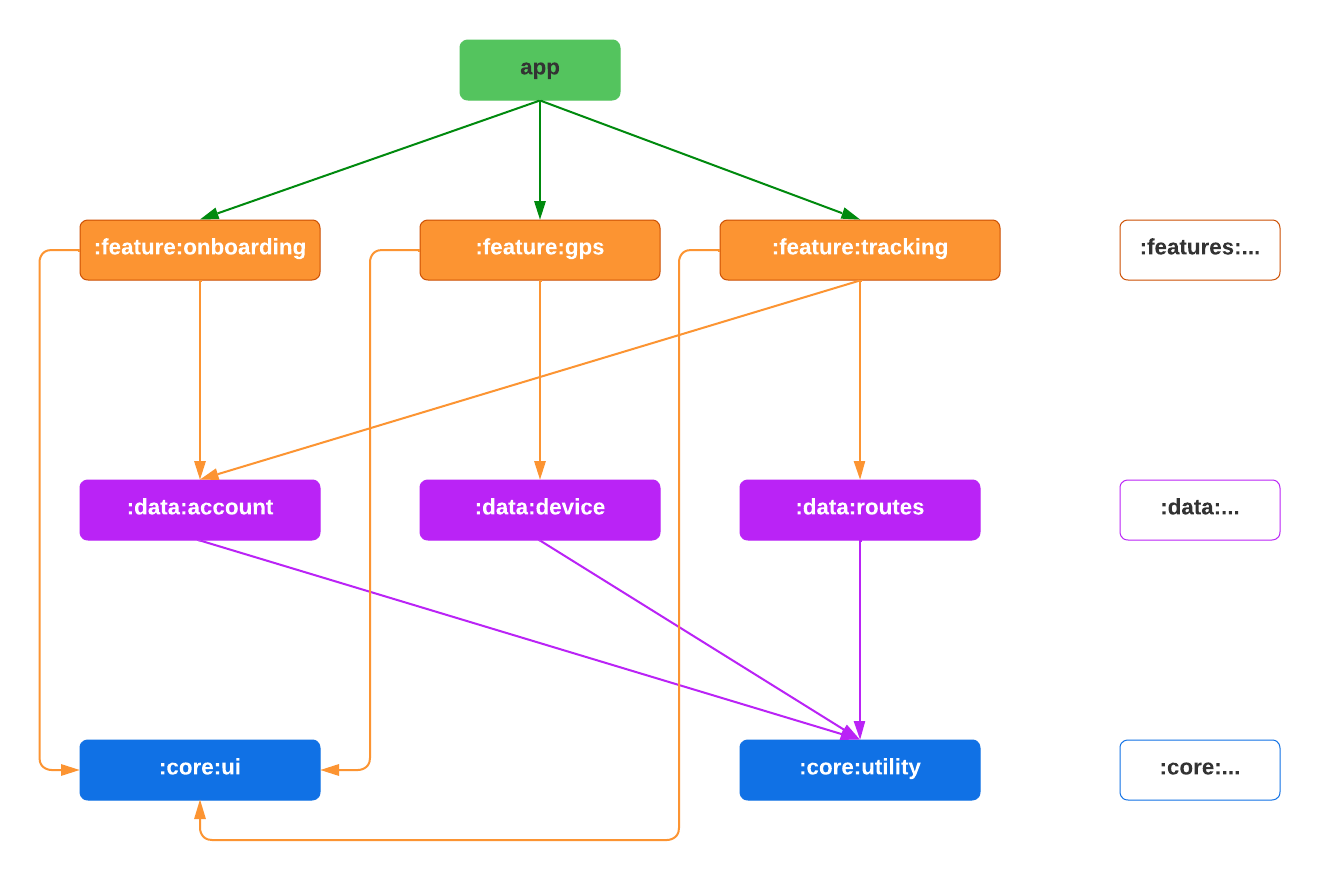 app
:feature:onboarding
:feature:gps
:feature:tracking
:features:...
:data:account
:data:device
:data:routes
:data:...
:core:ui
:core:utility
:core:...